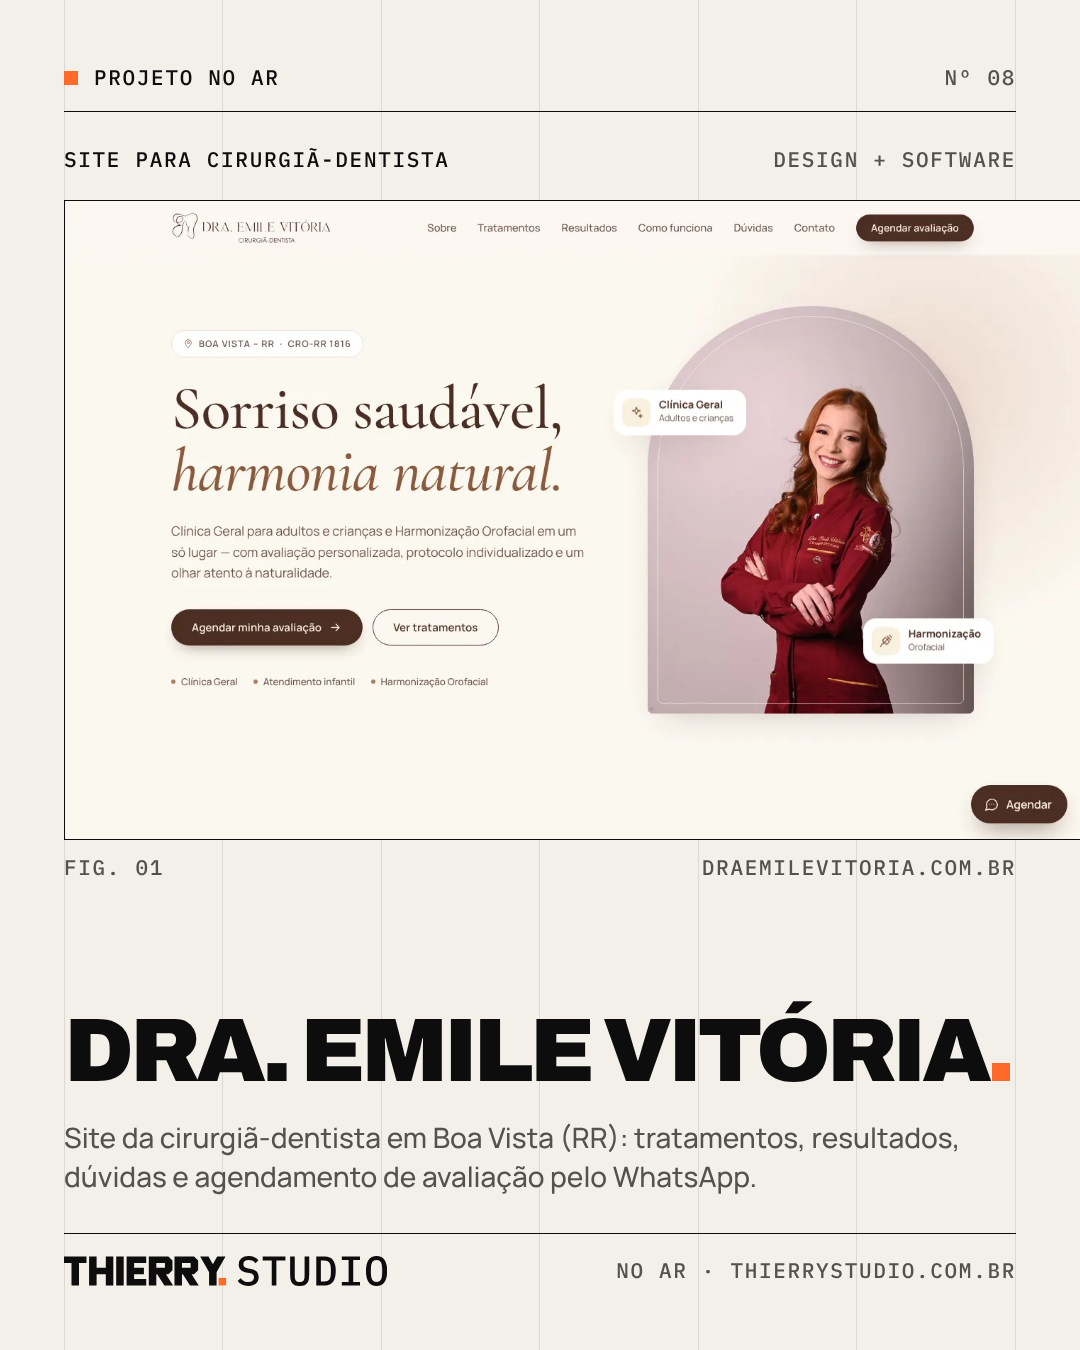 PROJETO NO AR
Nº 08
SITE PARA CIRURGIÃ-DENTISTA
DESIGN + SOFTWARE
DRA. EMILE VITÓRIA
CIRURGIÃ-DENTISTA
Sobre
Tratamentos
Resultados
Como funciona
Dúvidas
Contato
Agendar avaliação
BOA VISTA – RR · CRO-RR 1816
Sorriso saudável,
harmonia natural.
Clínica Geral para adultos e crianças e Harmonização Orofacial em um
só lugar — com avaliação personalizada, protocolo individualizado e um
olhar atento à naturalidade.
Agendar minha avaliação →
Ver tratamentos
Clínica Geral
Atendimento infantil
Harmonização Orofacial
Clínica Geral
Adultos e crianças
Harmonização
Orofacial
Agendar
FIG. 01
DRAEMILEVITORIA.COM.BR
DRA. EMILE VITÓRIA.
Site da cirurgiã-dentista em Boa Vista (RR): tratamentos, resultados,
dúvidas e agendamento de avaliação pelo WhatsApp.
THIERRY. STUDIO
NO AR · THIERRYSTUDIO.COM.BR